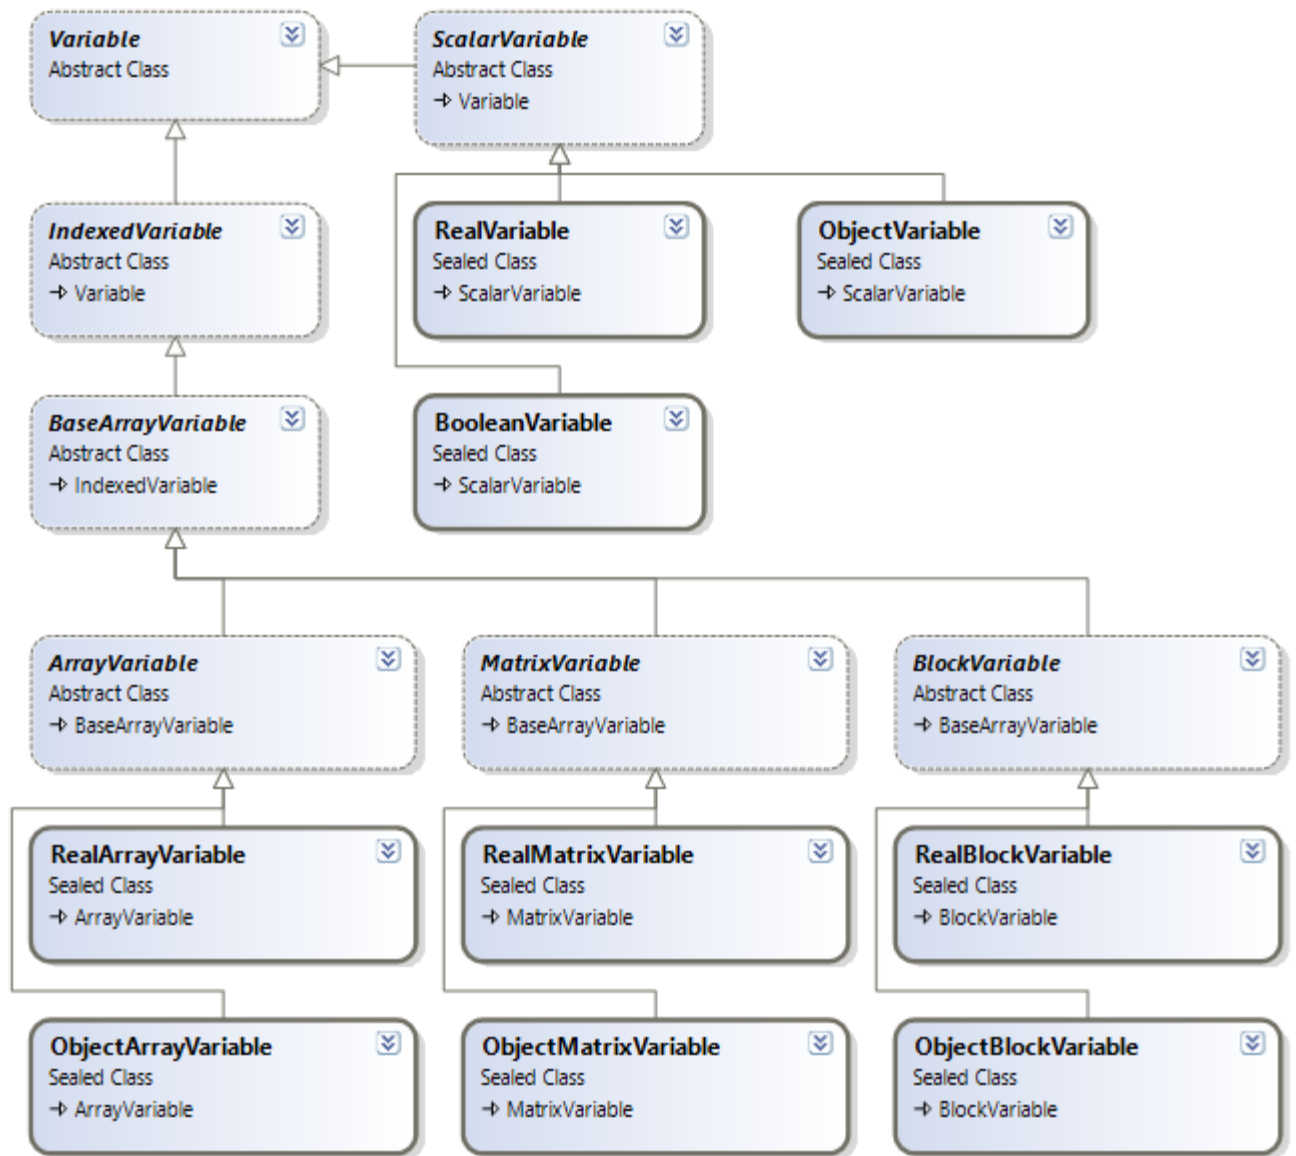 Variable
Abstract Class
ScalarVariable
Abstract Class
Variable
IndexedVariable
Abstract Class
Variable
RealVariable
Sealed Class
ScalarVariable
ObjectVariable
Sealed Class
ScalarVariable
BaseArrayVariable
Abstract Class
IndexedVariable
BooleanVariable
Sealed Class
ScalarVariable
ArrayVariable
Abstract Class
BaseArrayVariable
MatrixVariable
Abstract Class
BaseArrayVariable
BlockVariable
Abstract Class
BaseArrayVariable
RealArrayVariable
Sealed Class
ArrayVariable
RealMatrixVariable
Sealed Class
MatrixVariable
RealBlockVariable
Sealed Class
BlockVariable
ObjectArrayVariable
Sealed Class
ArrayVariable
ObjectMatrixVariable
Sealed Class
MatrixVariable
ObjectBlockVariable
Sealed Class
BlockVariable